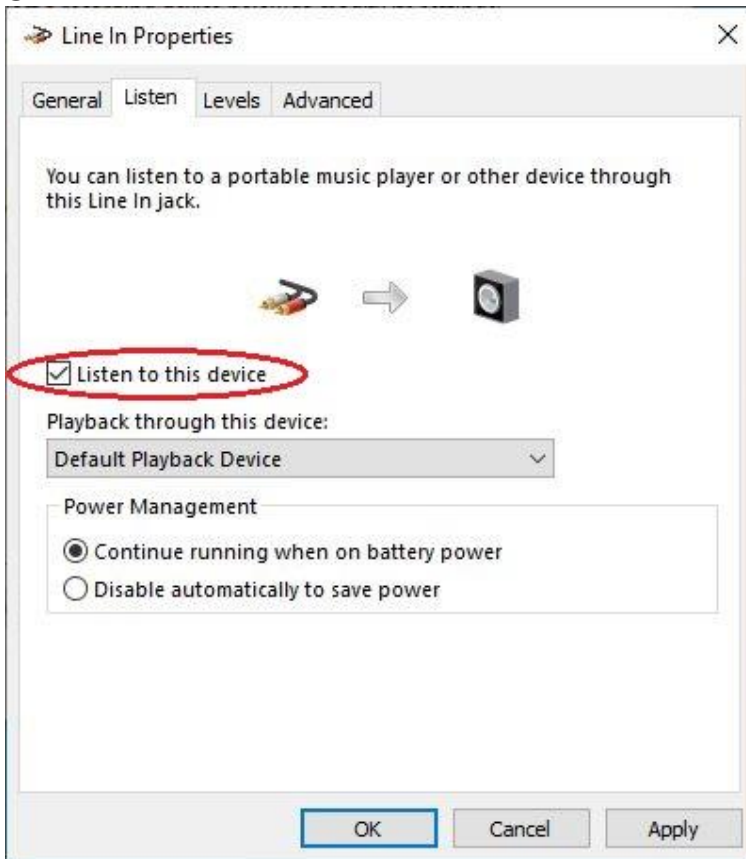 Line In Properties
General Listen Levels Advanced
You can listen to a portable music player or other device through
this Line In jack.
Listen to this device
Playback through this device:
Default Playback Device
Power Management
Continue running when on battery power
Disable automatically to save power
OK Cancel Apply